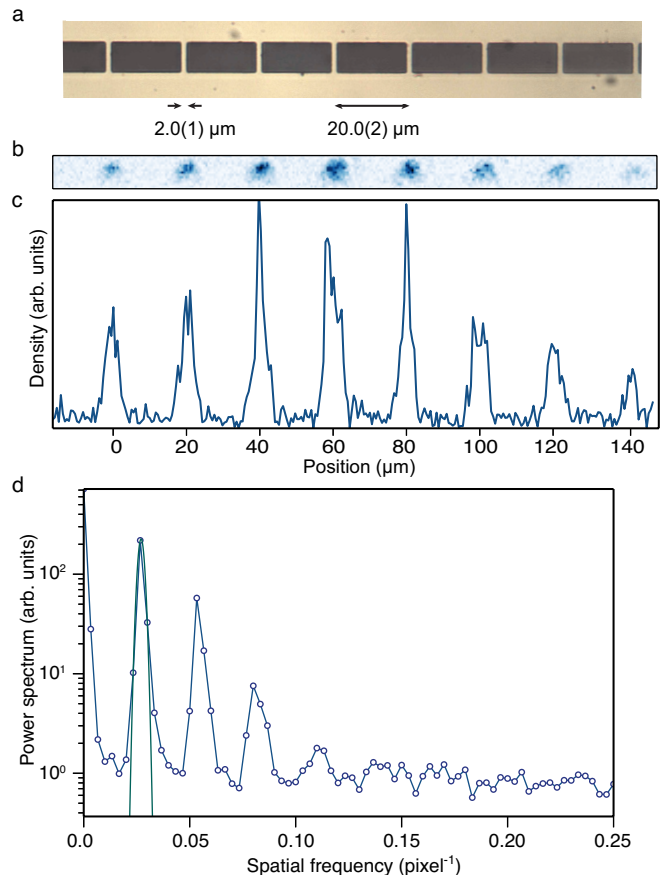 a
2.0(1) µm 20.0(2) µm
b
c
Density (arb. units)
0 20 40 60 80 100 120 140
Position (µm)
d
Power spectrum (arb. units)
10²
10¹
10⁰
0.0 0.05 0.10 0.15 0.20 0.25
Spatial frequency (pixel⁻¹)